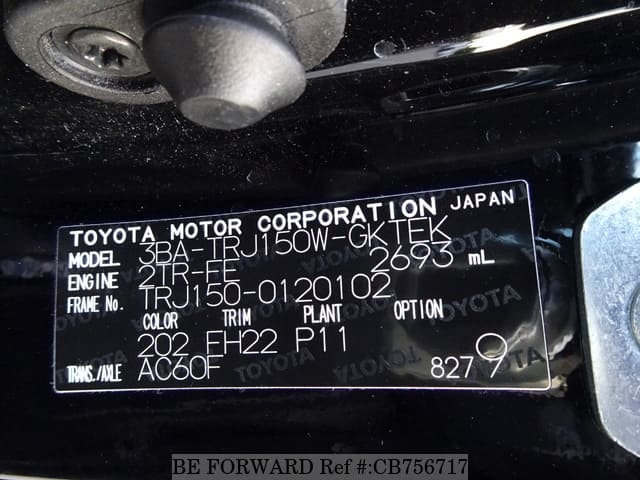 TOYOTA MOTOR CORPORATION JAPAN
MODEL 3BA-TRJ150W-GKTEK
ENGINE 2TR-FE 2693 mL
FRAME No. TRJ150-0120102
COLOR TRIM PLANT OPTION
202 FH22 P11
TRANS./AXLE AC60F 8279
BE FORWARD Ref #:CB756717